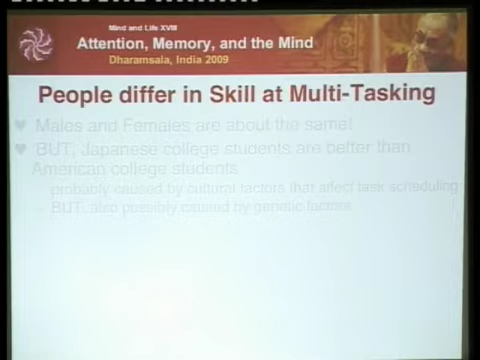 Mind and Life XVIII
Attention, Memory, and the Mind
Dharamsala, India 2009
People differ in Skill at Multi-Tasking
Males and Females are about the same!
BUT, Japanese college students are better than
American college students
probably caused by cultural factors that affect task scheduling
BUT, also possibly caused by genetic factors